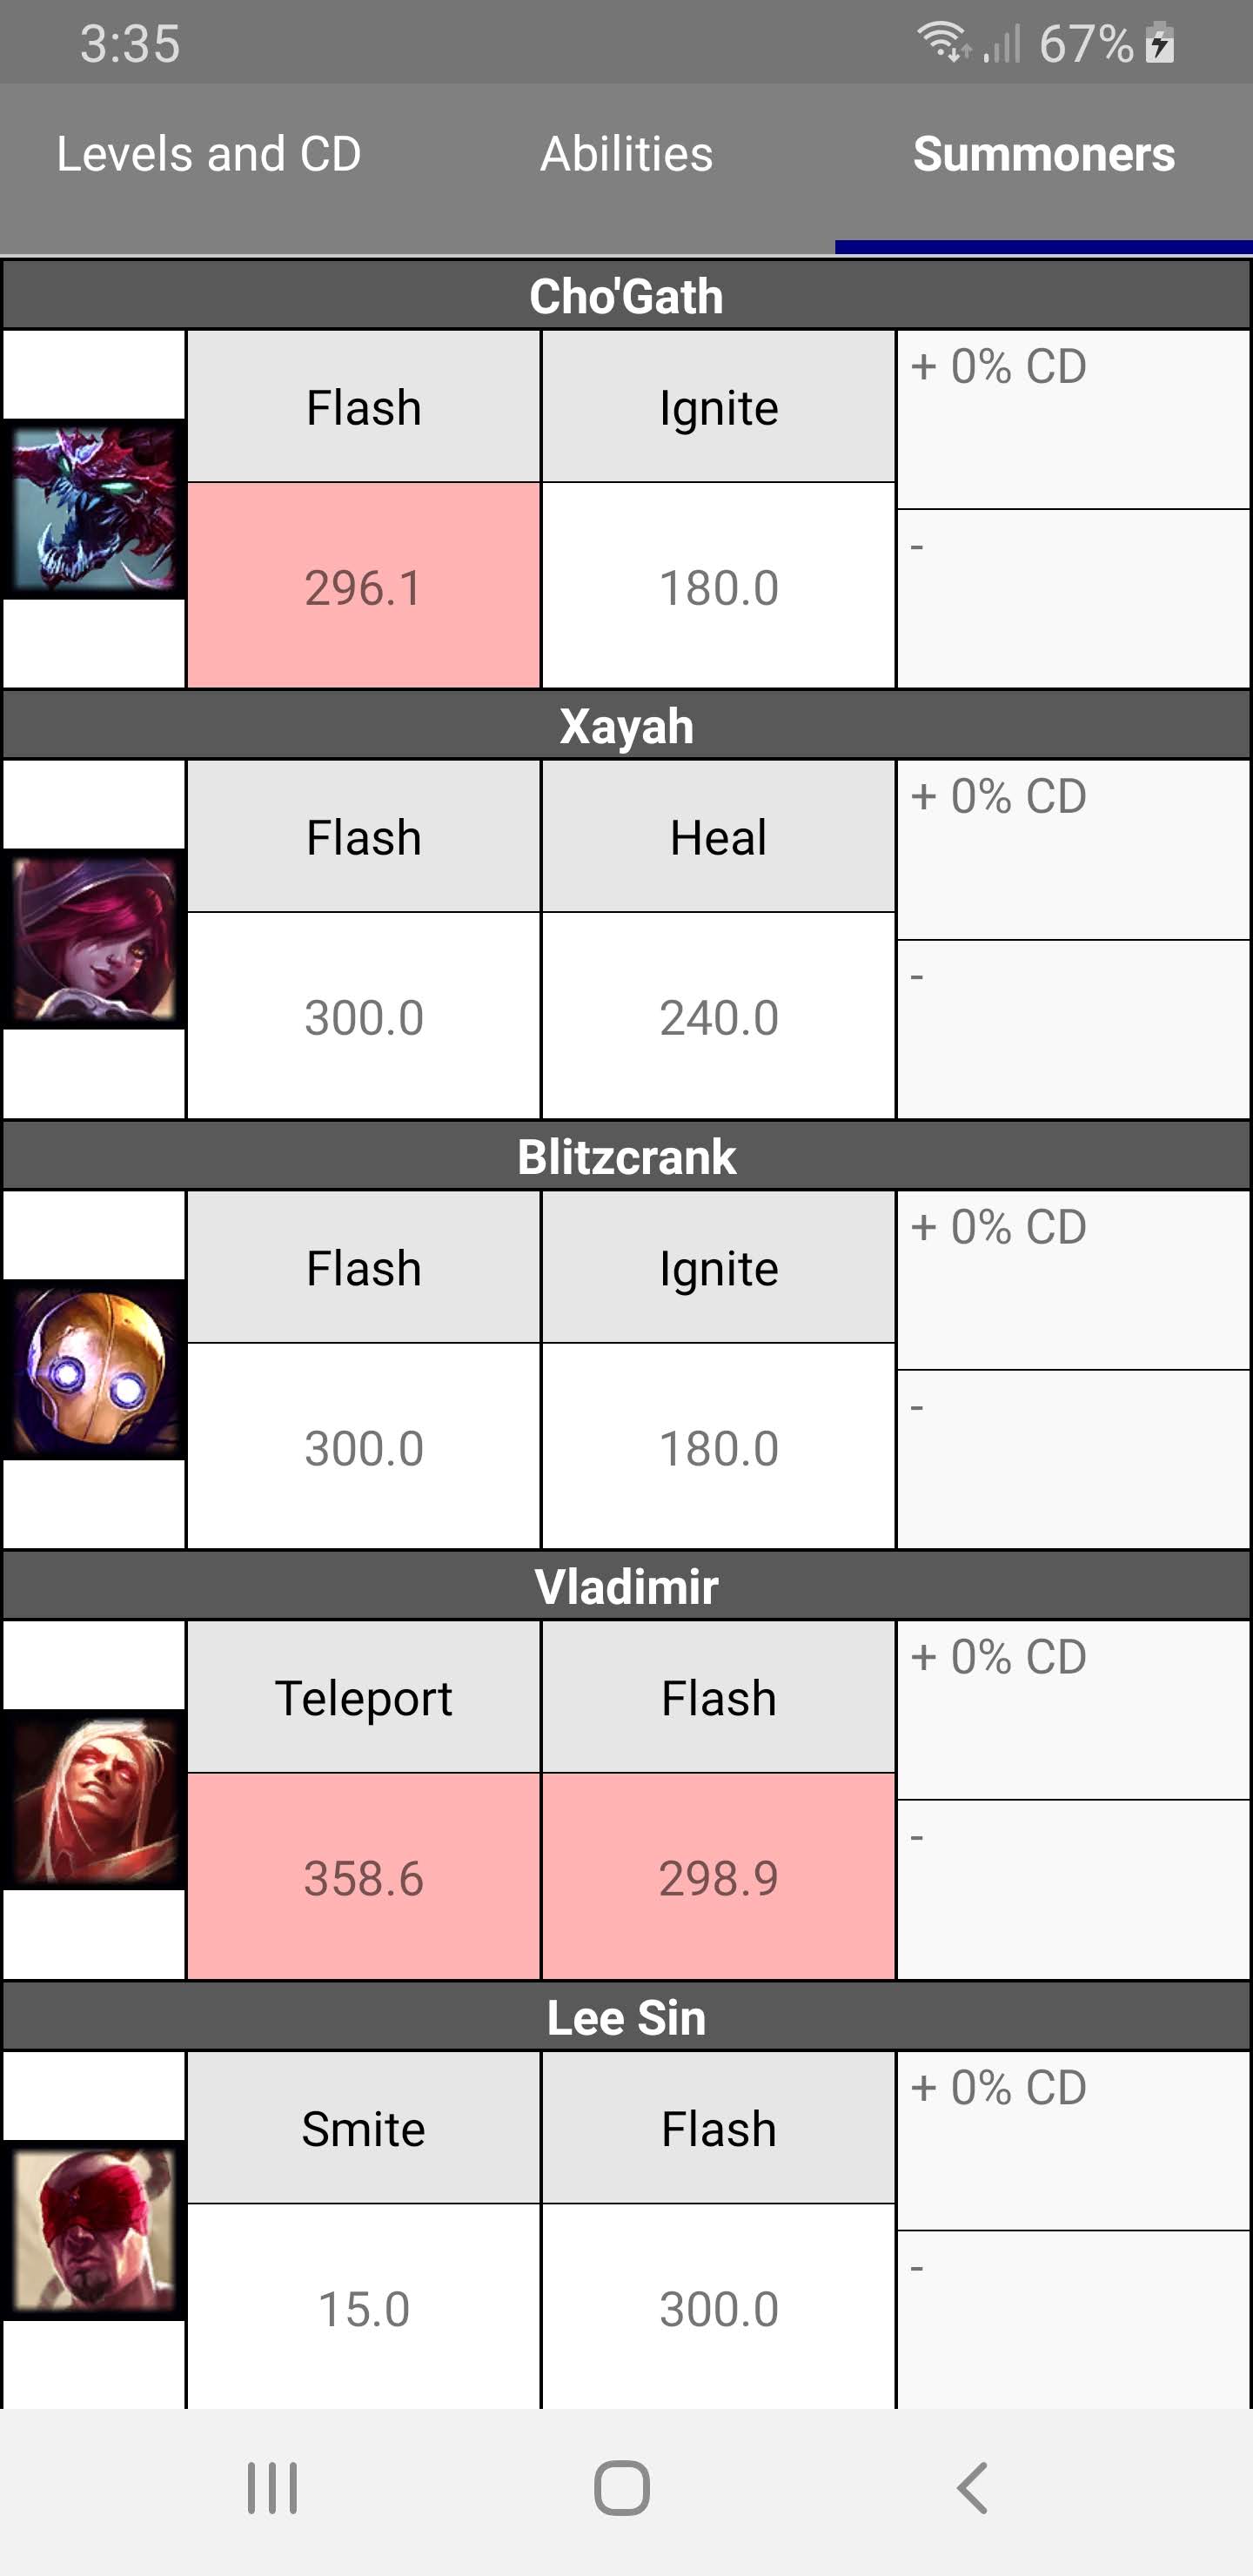 3:35 67%
Levels and CD Abilities Summoners
Cho'Gath
Flash Ignite + 0% CD
296.1 180.0 -
Xayah
Flash Heal + 0% CD
300.0 240.0 -
Blitzcrank
Flash Ignite + 0% CD
300.0 180.0 -
Vladimir
Teleport Flash + 0% CD
358.6 298.9 -
Lee Sin
Smite Flash + 0% CD
15.0 300.0 -